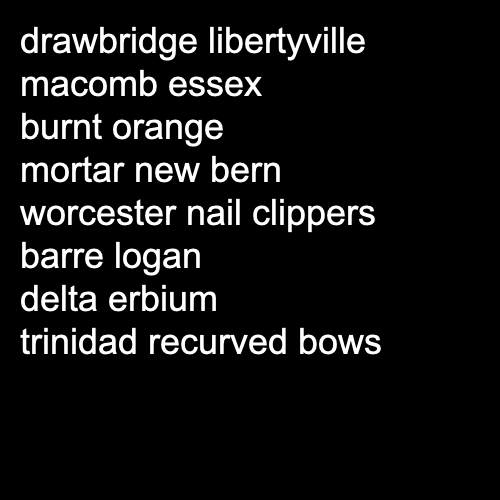 drawbridge libertyville
macomb essex
burnt orange
mortar new bern
worcester nail clippers
barre logan
delta erbium
trinidad recurved bows